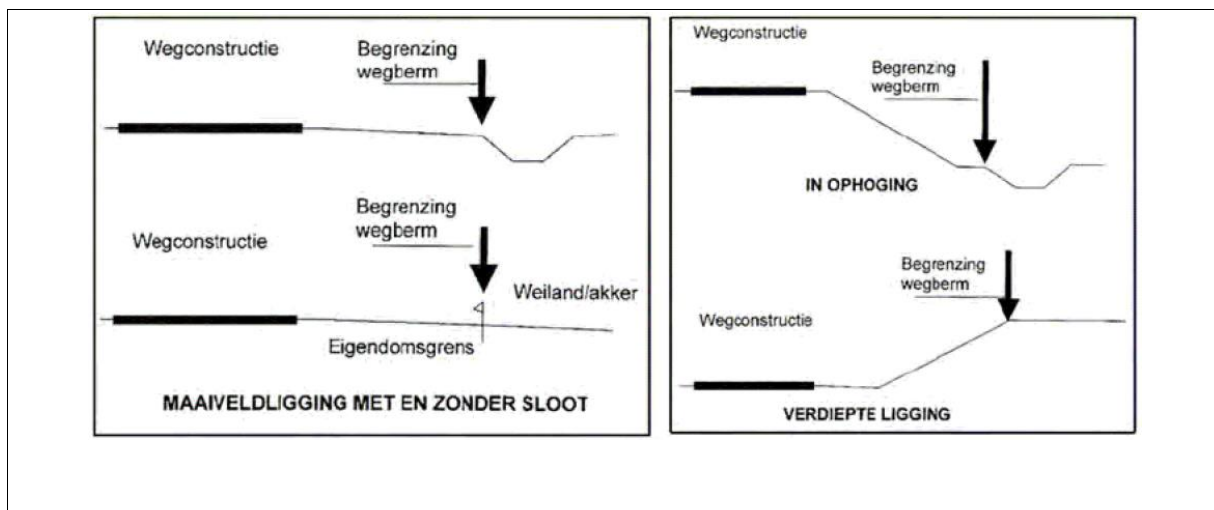 Wegconstructie
Begrenzing
wegberm
Wegconstructie
Begrenzing
wegberm
Weiland/akker
Eigendomsgrens
MAAIVELDLIGGING MET EN ZONDER SLOOT
Wegconstructie
Begrenzing
wegberm
IN OPHOGING
Begrenzing
wegberm
Wegconstructie
VERDIEPTE LIGGING